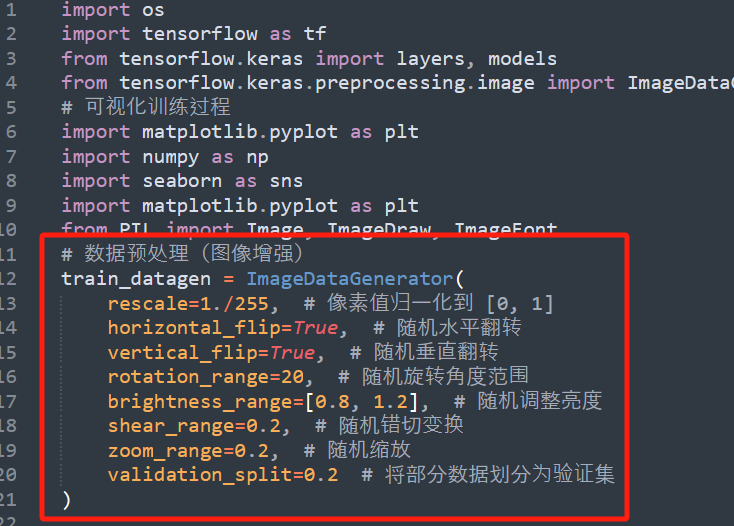 1 import os
2 import tensorflow as tf
3 from tensorflow.keras import layers, models
4 from tensorflow.keras.preprocessing.image import ImageData
5 # 可视化训练过程
6 import matplotlib.pyplot as plt
7 import numpy as np
8 import seaborn as sns
9 import matplotlib.pyplot as plt
10 from PIL import Image, ImageDraw, ImageFont
11 # 数据预处理（图像增强）
12 train_datagen = ImageDataGenerator(
13 rescale=1./255,  # 像素值归一化到 [0, 1]
14 horizontal_flip=True,  # 随机水平翻转
15 vertical_flip=True,  # 随机垂直翻转
16 rotation_range=20,  # 随机旋转角度范围
17 brightness_range=[0.8, 1.2],  # 随机调整亮度
18 shear_range=0.2,  # 随机错切变换
19 zoom_range=0.2,  # 随机缩放
20 validation_split=0.2  # 将部分数据划分为验证集
21 )
22